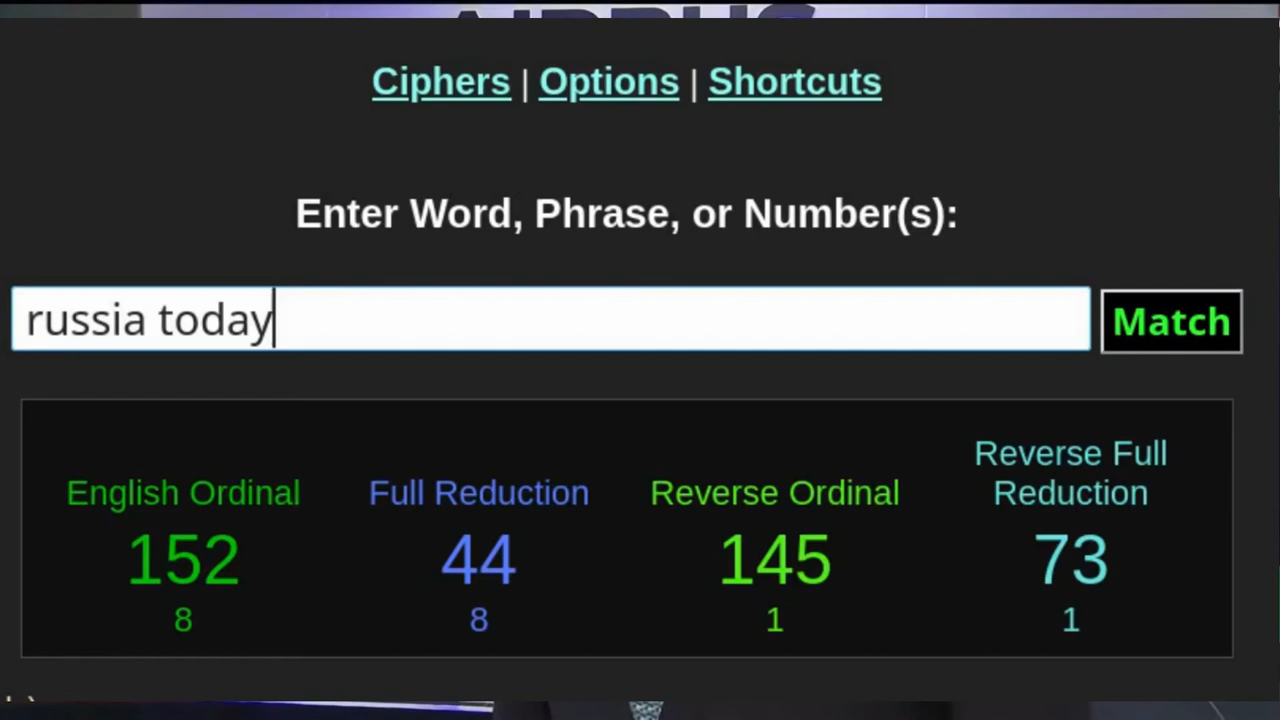 AIRBUS
Ciphers | Options | Shortcuts
Enter Word, Phrase, or Number(s):
russia today
Match
English Ordinal
152
8
Full Reduction
44
8
Reverse Ordinal
145
1
Reverse Full
Reduction
73
1